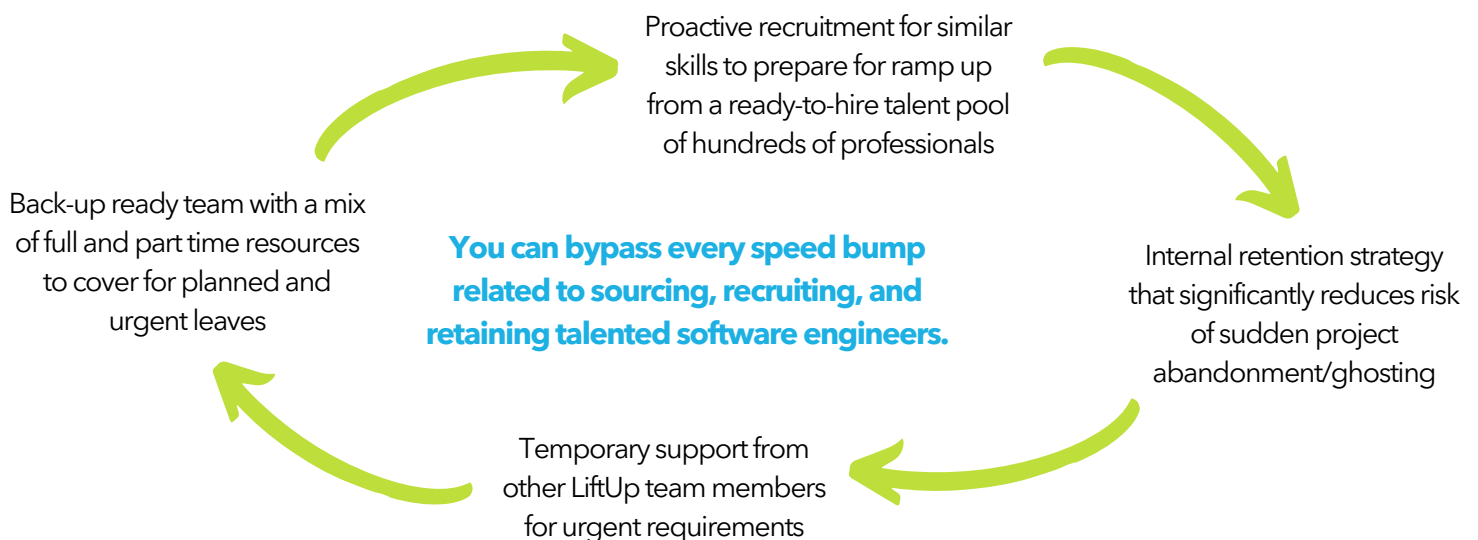 Proactive recruitment for similar
skills to prepare for ramp up
from a ready-to-hire talent pool
of hundreds of professionals
Back-up ready team with a mix
of full and part time resources
to cover for planned and
urgent leaves
You can bypass every speed bump
related to sourcing, recruiting, and
retaining talented software engineers.
Internal retention strategy
that significantly reduces risk
of sudden project
abandonment/ghosting
Temporary support from
other LiftUp team members
for urgent requirements